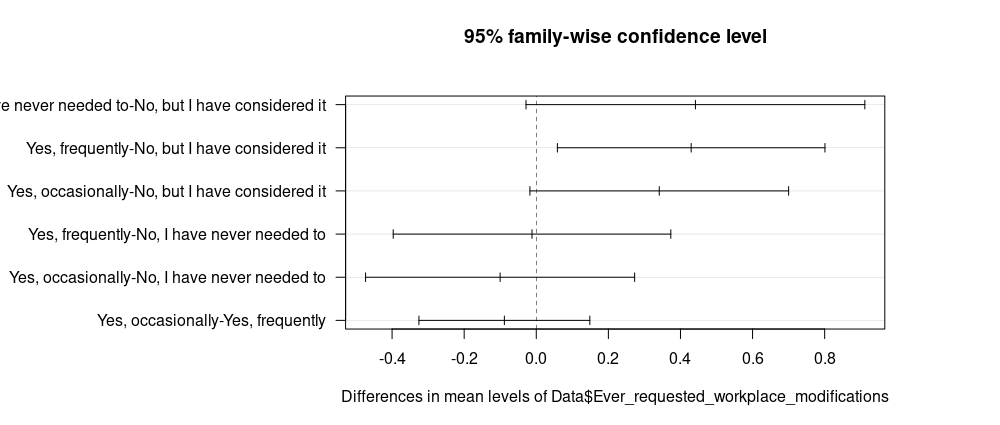 95% family-wise confidence level
never needed to-No, but I have considered it
Yes, frequently-No, but I have considered it
Yes, occasionally-No, but I have considered it
Yes, frequently-No, I have never needed to
Yes, occasionally-No, I have never needed to
Yes, occasionally-Yes, frequently
-0.4 -0.2 0.0 0.2 0.4 0.6 0.8
Differences in mean levels of Data$Ever_requested_workplace_modifications